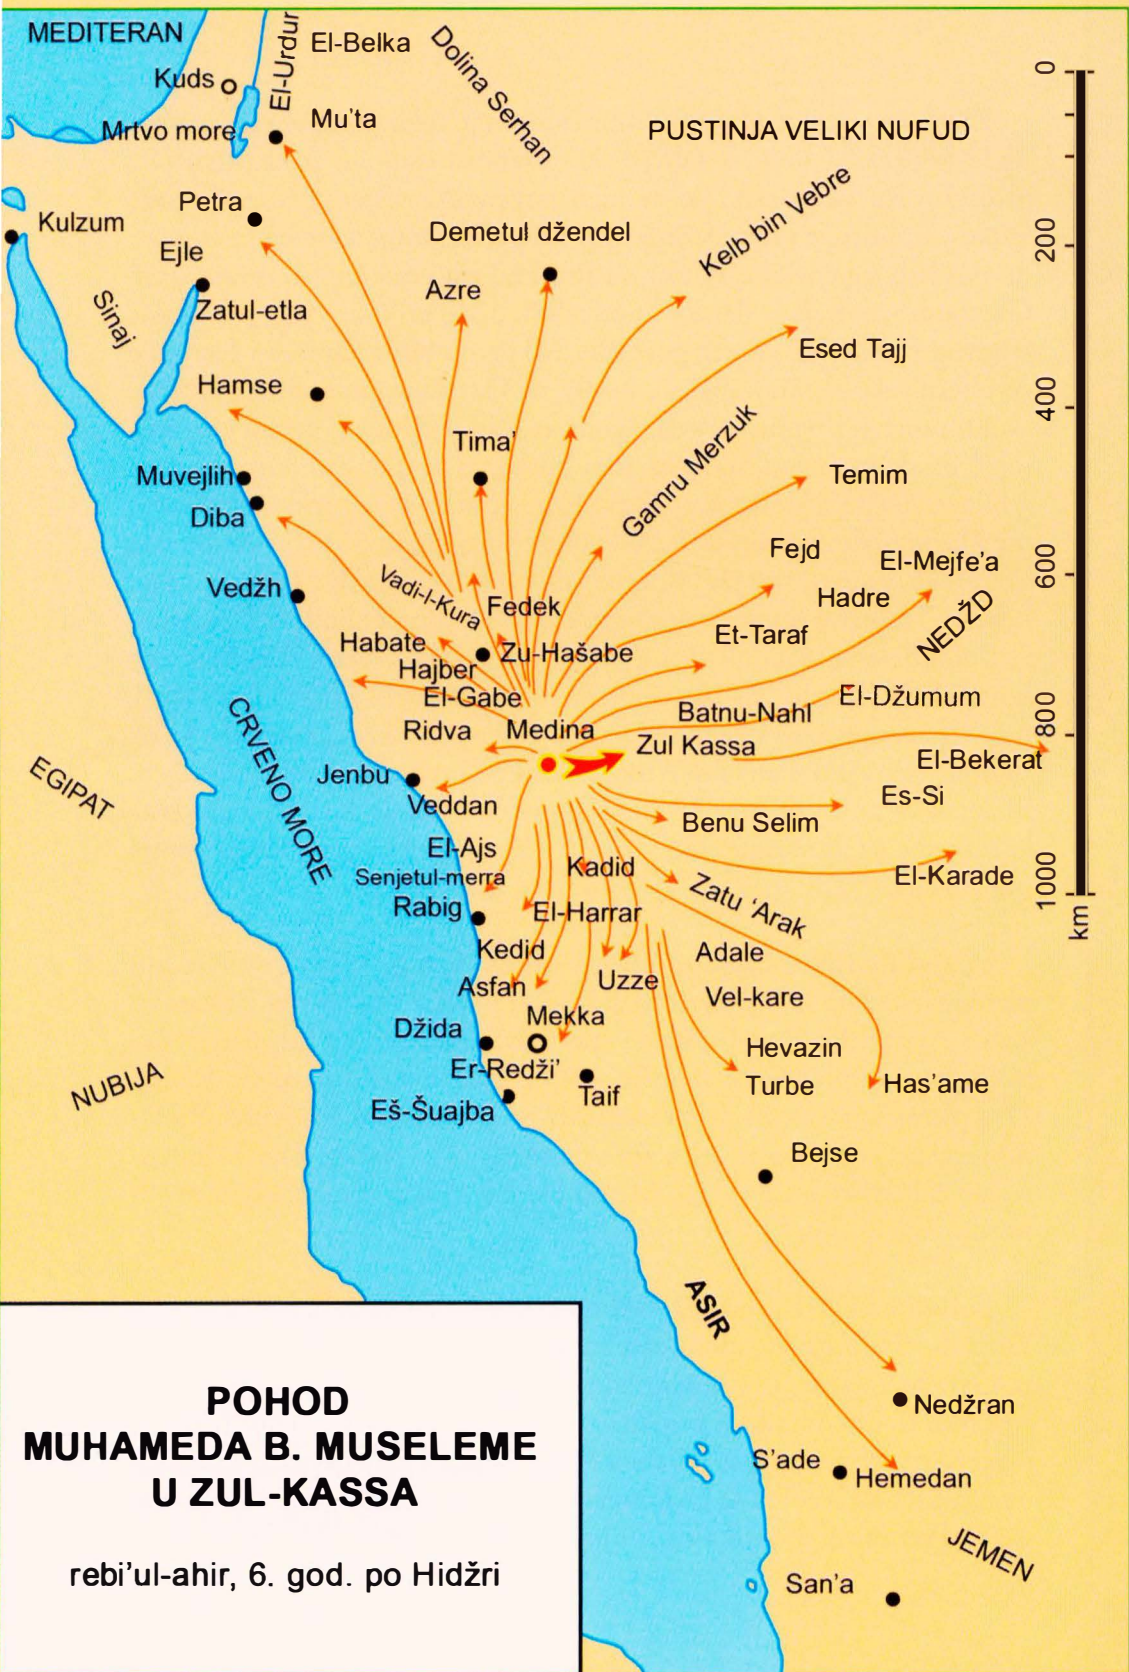 MEDITERAN
El-Urdun
El-Belka
Dolina Serhan
Kuds
Mrtvo more
Mu'ta
PUSTINJA VELIKI NUFUD
0
200
400
600
800
1000
km
Petra
Kulzum
Ejle
Sinaj
Zatul-etla
Demetul džendel
Kelb bin Vebre
Azre
Esed Tajj
Hamse
Tima'
Gamru Merzuk
Muvejlih
Temim
Diba
Fejd
El-Mejfe'a
Vedžh
Vadi-l-Kura
Fedek
Hadre
NEDŽD
Habate
Zu-Hašabe
Et-Taraf
Hajber
El-Gabe
El-Džumum
Batnu-Nahl
Ridva
Medina
Zul Kassa
El-Bekerat
CRVENO MORE
EGIPAT
Jenbu
Veddan
Es-Si
Benu Selim
El-Ajs
Kadid
Senjetul-merra
El-Karade
Zatu 'Arak
Rabig
El-Harrar
Kedid
Adale
Asfan
Uzze
Vel-kare
Mekka
Džida
Hevazin
Er-Redži'
Turbe
Has'ame
NUBIJA
Taif
Eš-Šuajba
Bejse
ASIR
Nedžran
S'ade
Hemedan
JEMEN
San'a
POHOD
MUHAMEDA B. MUSELEME
U ZUL-KASSA
rebi'ul-ahir, 6. god. po Hidžri